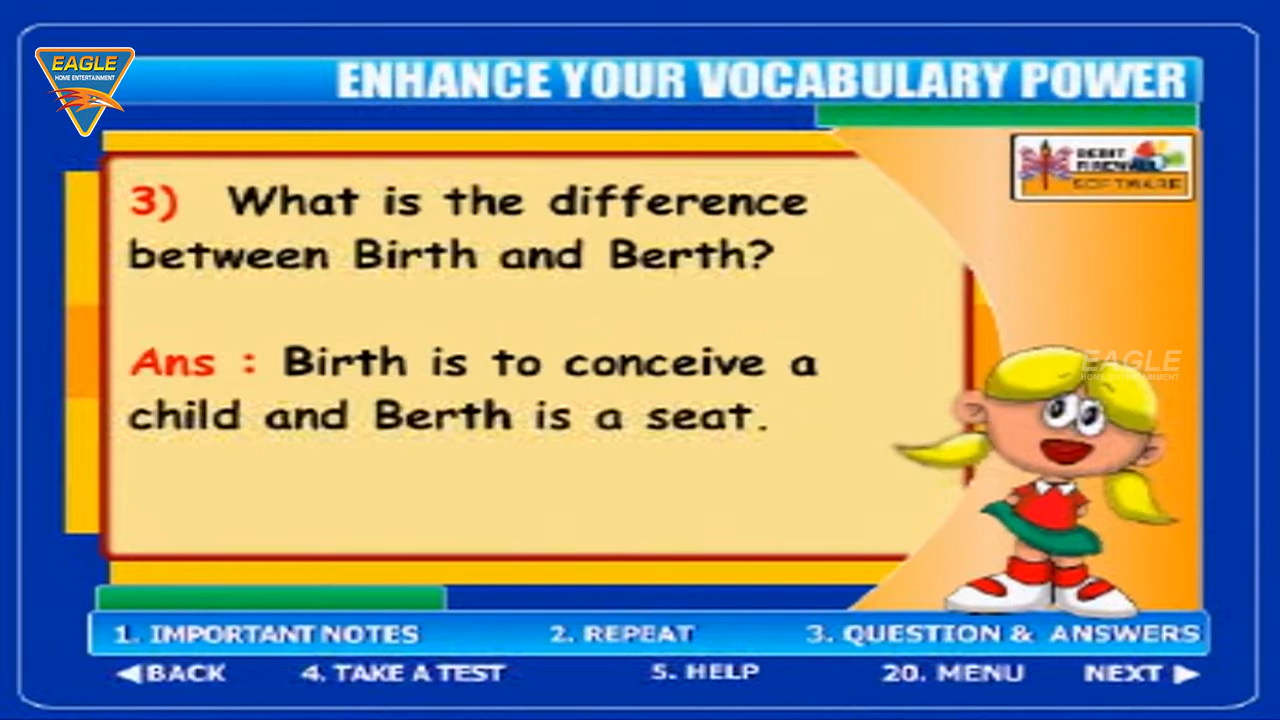 EAGLE
HOME ENTERTAINMENT
ENHANCE YOUR VOCABULARY POWER
SOFTWARE
3) What is the difference
between Birth and Berth?
Ans : Birth is to conceive a
child and Berth is a seat.
EAGLE
HOME ENTERTAINMENT
1. IMPORTANT NOTES 2. REPEAT 3. QUESTION & ANSWERS
◀BACK 4. TAKE A TEST 5. HELP 20. MENU NEXT ▶